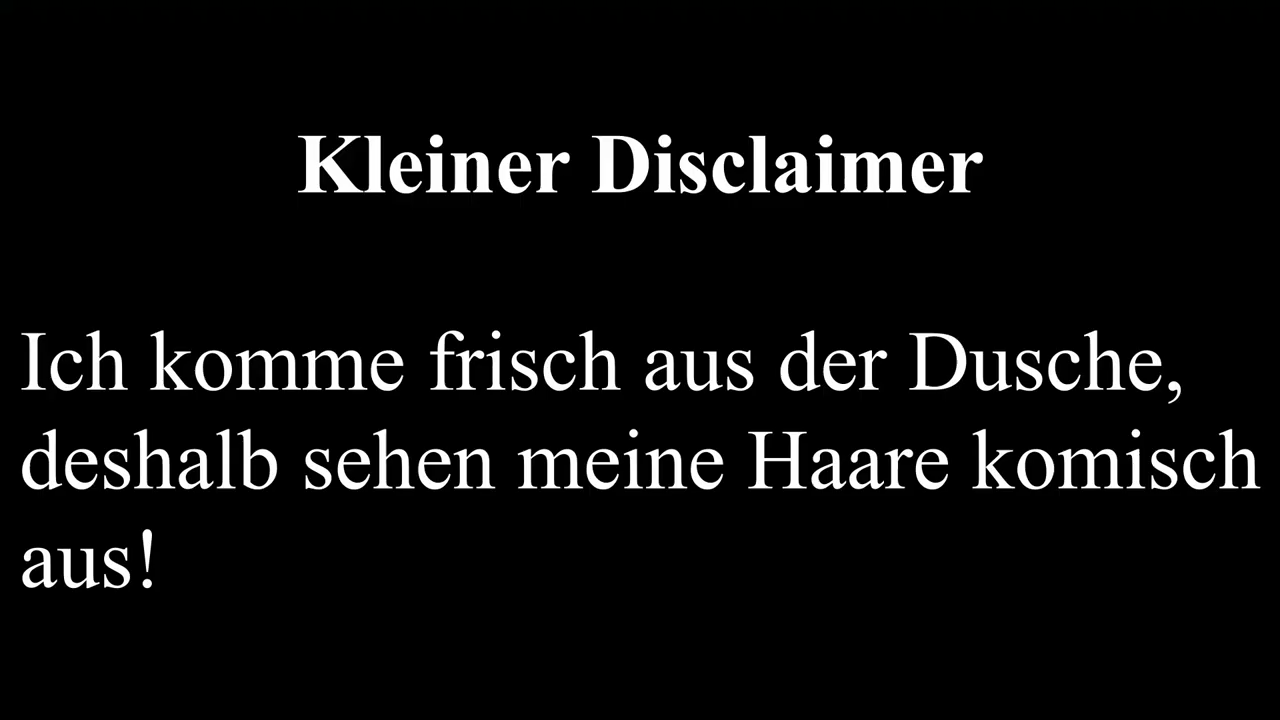 Kleiner Disclaimer
Ich komme frisch aus der Dusche,
deshalb sehen meine Haare komisch
aus!